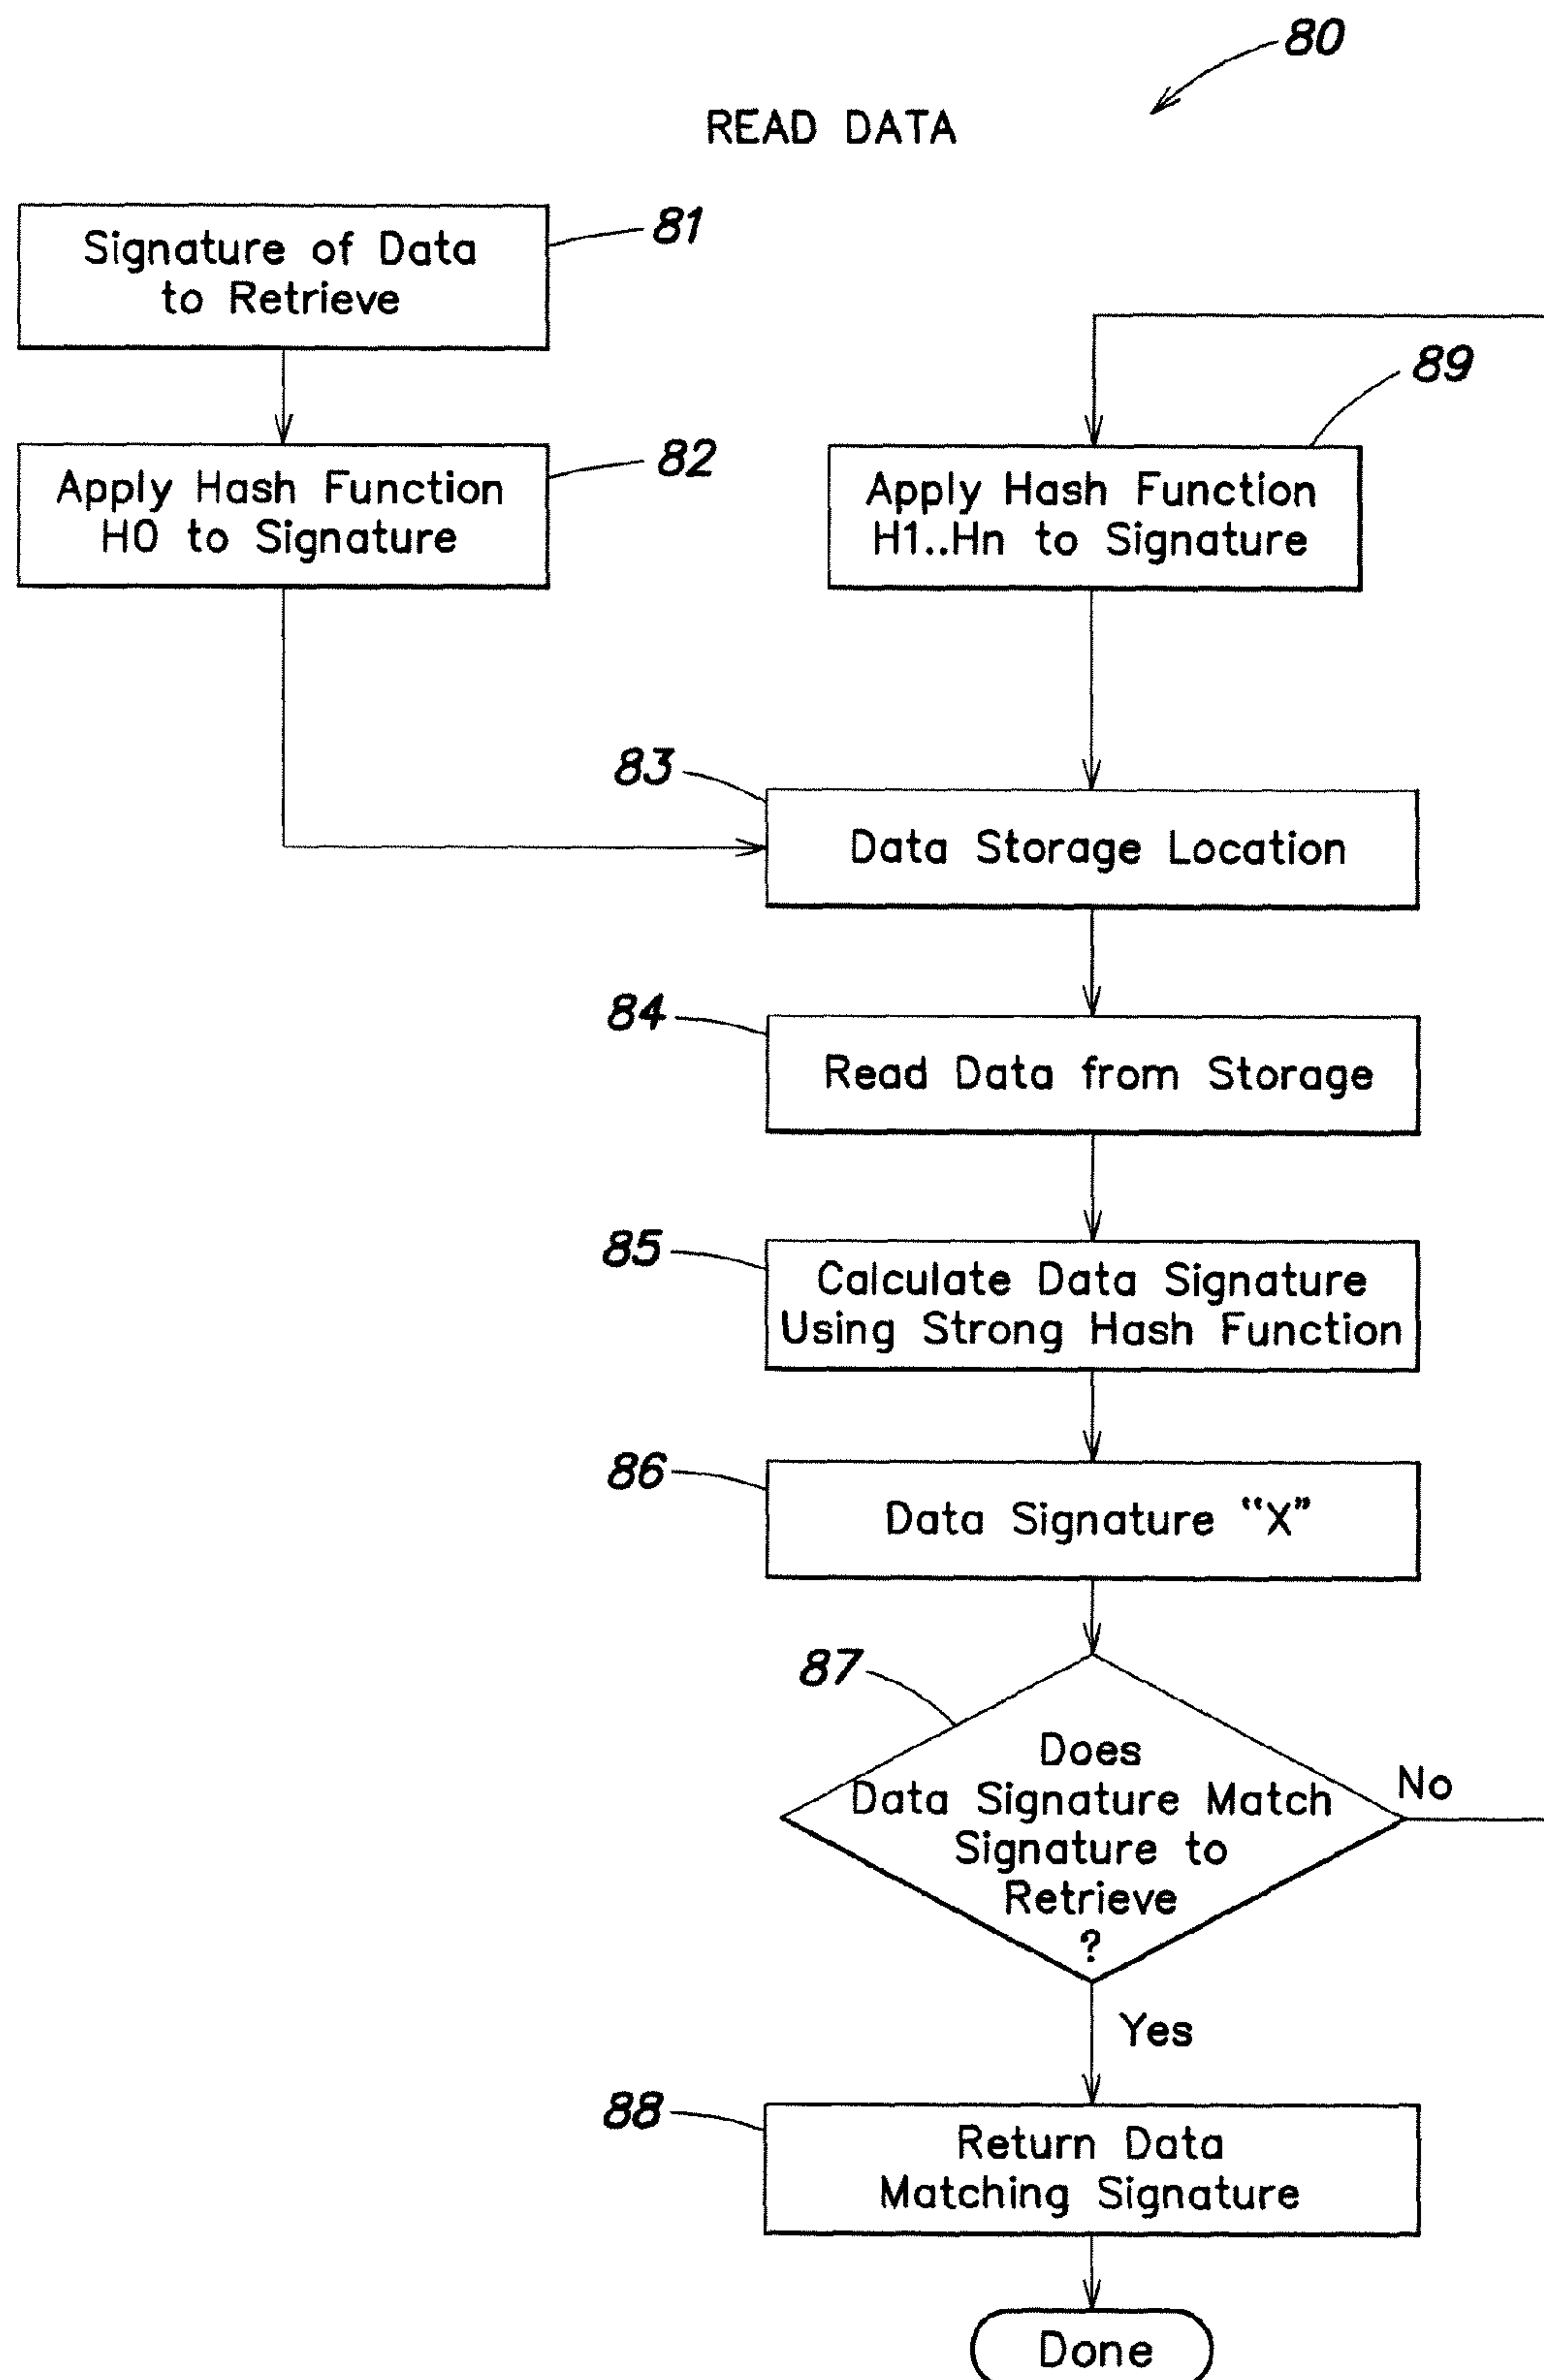 80
READ DATA
81
Signature of Data
to Retrieve
89
82
Apply Hash Function
H0 to Signature
Apply Hash Function
H1..Hn to Signature
83
Data Storage Location
84
Read Data from Storage
85
Calculate Data Signature
Using Strong Hash Function
86
Data Signature “X”
87
Does
Data Signature Match
Signature to
Retrieve
?
No
Yes
88
Return Data
Matching Signature
Done